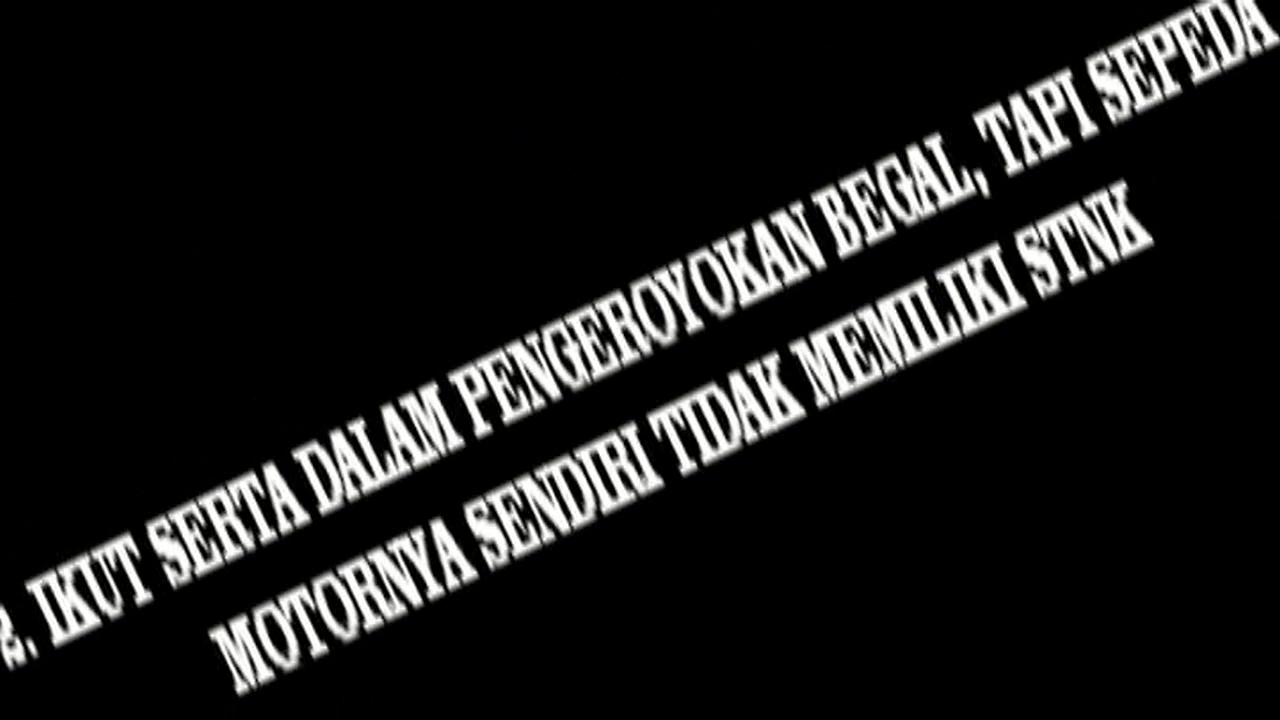 2. IKUT SERTA DALAM PENGEROYOKAN BEGAL, TAPI SEPEDA
MOTORNYA SENDIRI TIDAK MEMILIKI STNK